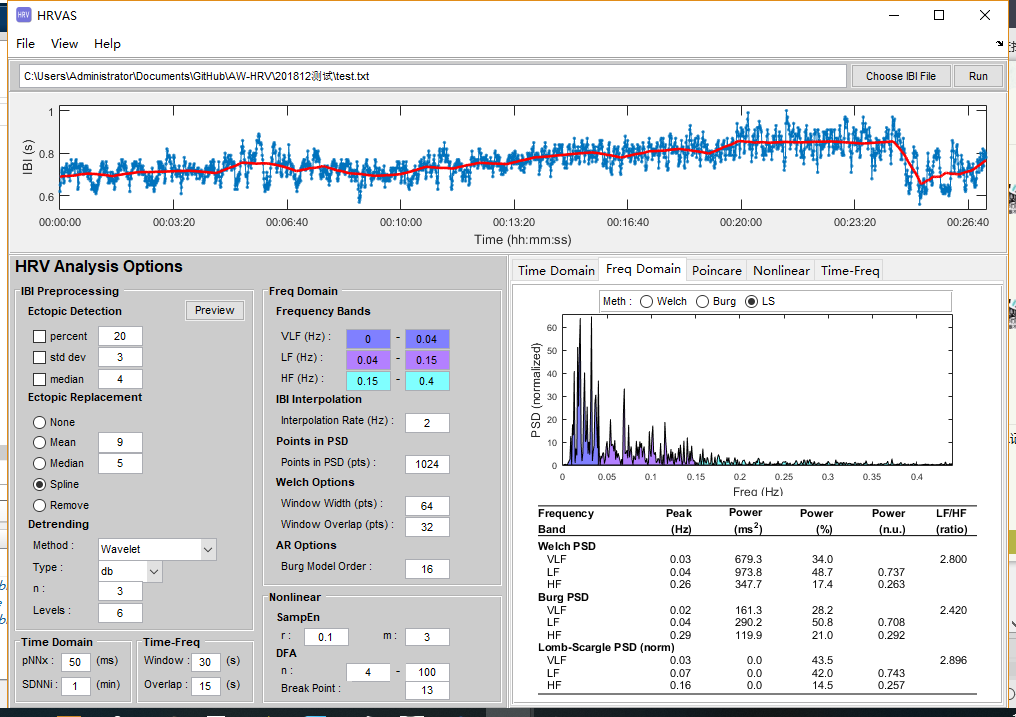 HRV HRVAS
File View Help
C:\Users\Administrator\Documents\GitHub\AW-HRV\201812测试\test.txt Choose IBI File Run
1
0.8
0.6
IBI (s)
00:00:00 00:03:20 00:06:40 00:10:00 00:13:20 00:16:40 00:20:00 00:23:20 00:26:40
Time (hh:mm:ss)
HRV Analysis Options
IBI Preprocessing
Ectopic Detection Preview
percent 20
std dev 3
median 4
Ectopic Replacement
None
Mean 9
Median 5
Spline
Remove
Detrending
Method : Wavelet
Type : db
n : 3
Levels : 6
Time Domain
pNNx : 50 (ms)
SDNNi : 1 (min)
Time-Freq
Window : 30 (s)
Overlap : 15 (s)
Freq Domain
Frequency Bands
VLF (Hz) : 0 - 0.04
LF (Hz) : 0.04 - 0.15
HF (Hz) : 0.15 - 0.4
IBI Interpolation
Interpolation Rate (Hz) : 2
Points in PSD
Points in PSD (pts) : 1024
Welch Options
Window Width (pts) : 64
Window Overlap (pts) : 32
AR Options
Burg Model Order : 16
Nonlinear
SampEn
r : 0.1 m : 3
DFA
n : 4 - 100
Break Point : 13
Time Domain Freq Domain Poincare Nonlinear Time-Freq
Meth : Welch Burg LS
PSD (normalized)
60
50
40
30
20
10
0
0 0.05 0.1 0.15 0.2 0.25 0.3 0.35 0.4
Freq (Hz)
Frequency Peak Power Power Power LF/HF
Band (Hz) (ms2) (%) (n.u.) (ratio)
Welch PSD
VLF 0.03 679.3 34.0 2.800
LF 0.04 973.8 48.7 0.737
HF 0.26 347.7 17.4 0.263
Burg PSD
VLF 0.02 161.3 28.2 2.420
LF 0.04 290.2 50.8 0.708
HF 0.29 119.9 21.0 0.292
Lomb-Scargle PSD (norm)
VLF 0.03 0.0 43.5 2.896
LF 0.07 0.0 42.0 0.743
HF 0.16 0.0 14.5 0.257